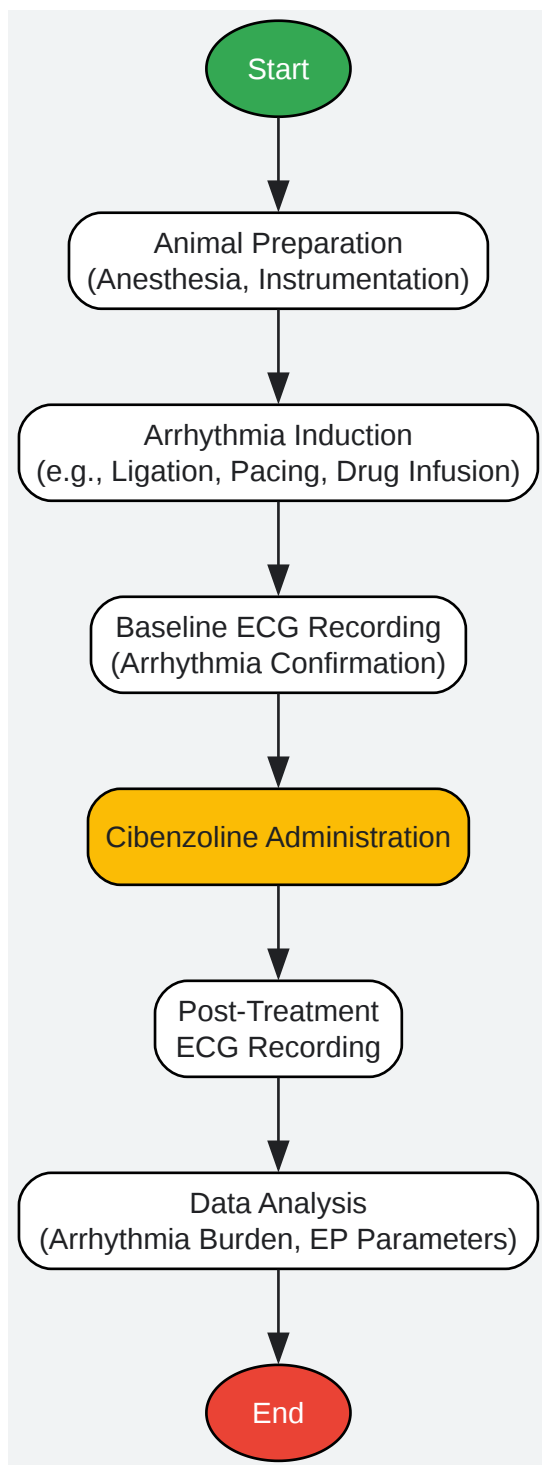 Start
Animal Preparation
(Anesthesia, Instrumentation)
Arrhythmia Induction
(e.g., Ligation, Pacing, Drug Infusion)
Baseline ECG Recording
(Arrhythmia Confirmation)
Cibenzoline Administration
Post-Treatment
ECG Recording
Data Analysis
(Arrhythmia Burden, EP Parameters)
End